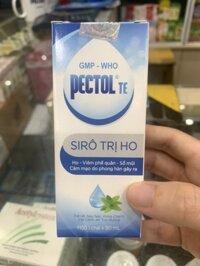 GMP - WHO
PECTOL® TE
SIRÔ TRỊ HO
Ho - Viêm phế quản - Sổ mũi
Cảm mạo do phong hàn gây ra
Hộp 1 chai x 90 mL